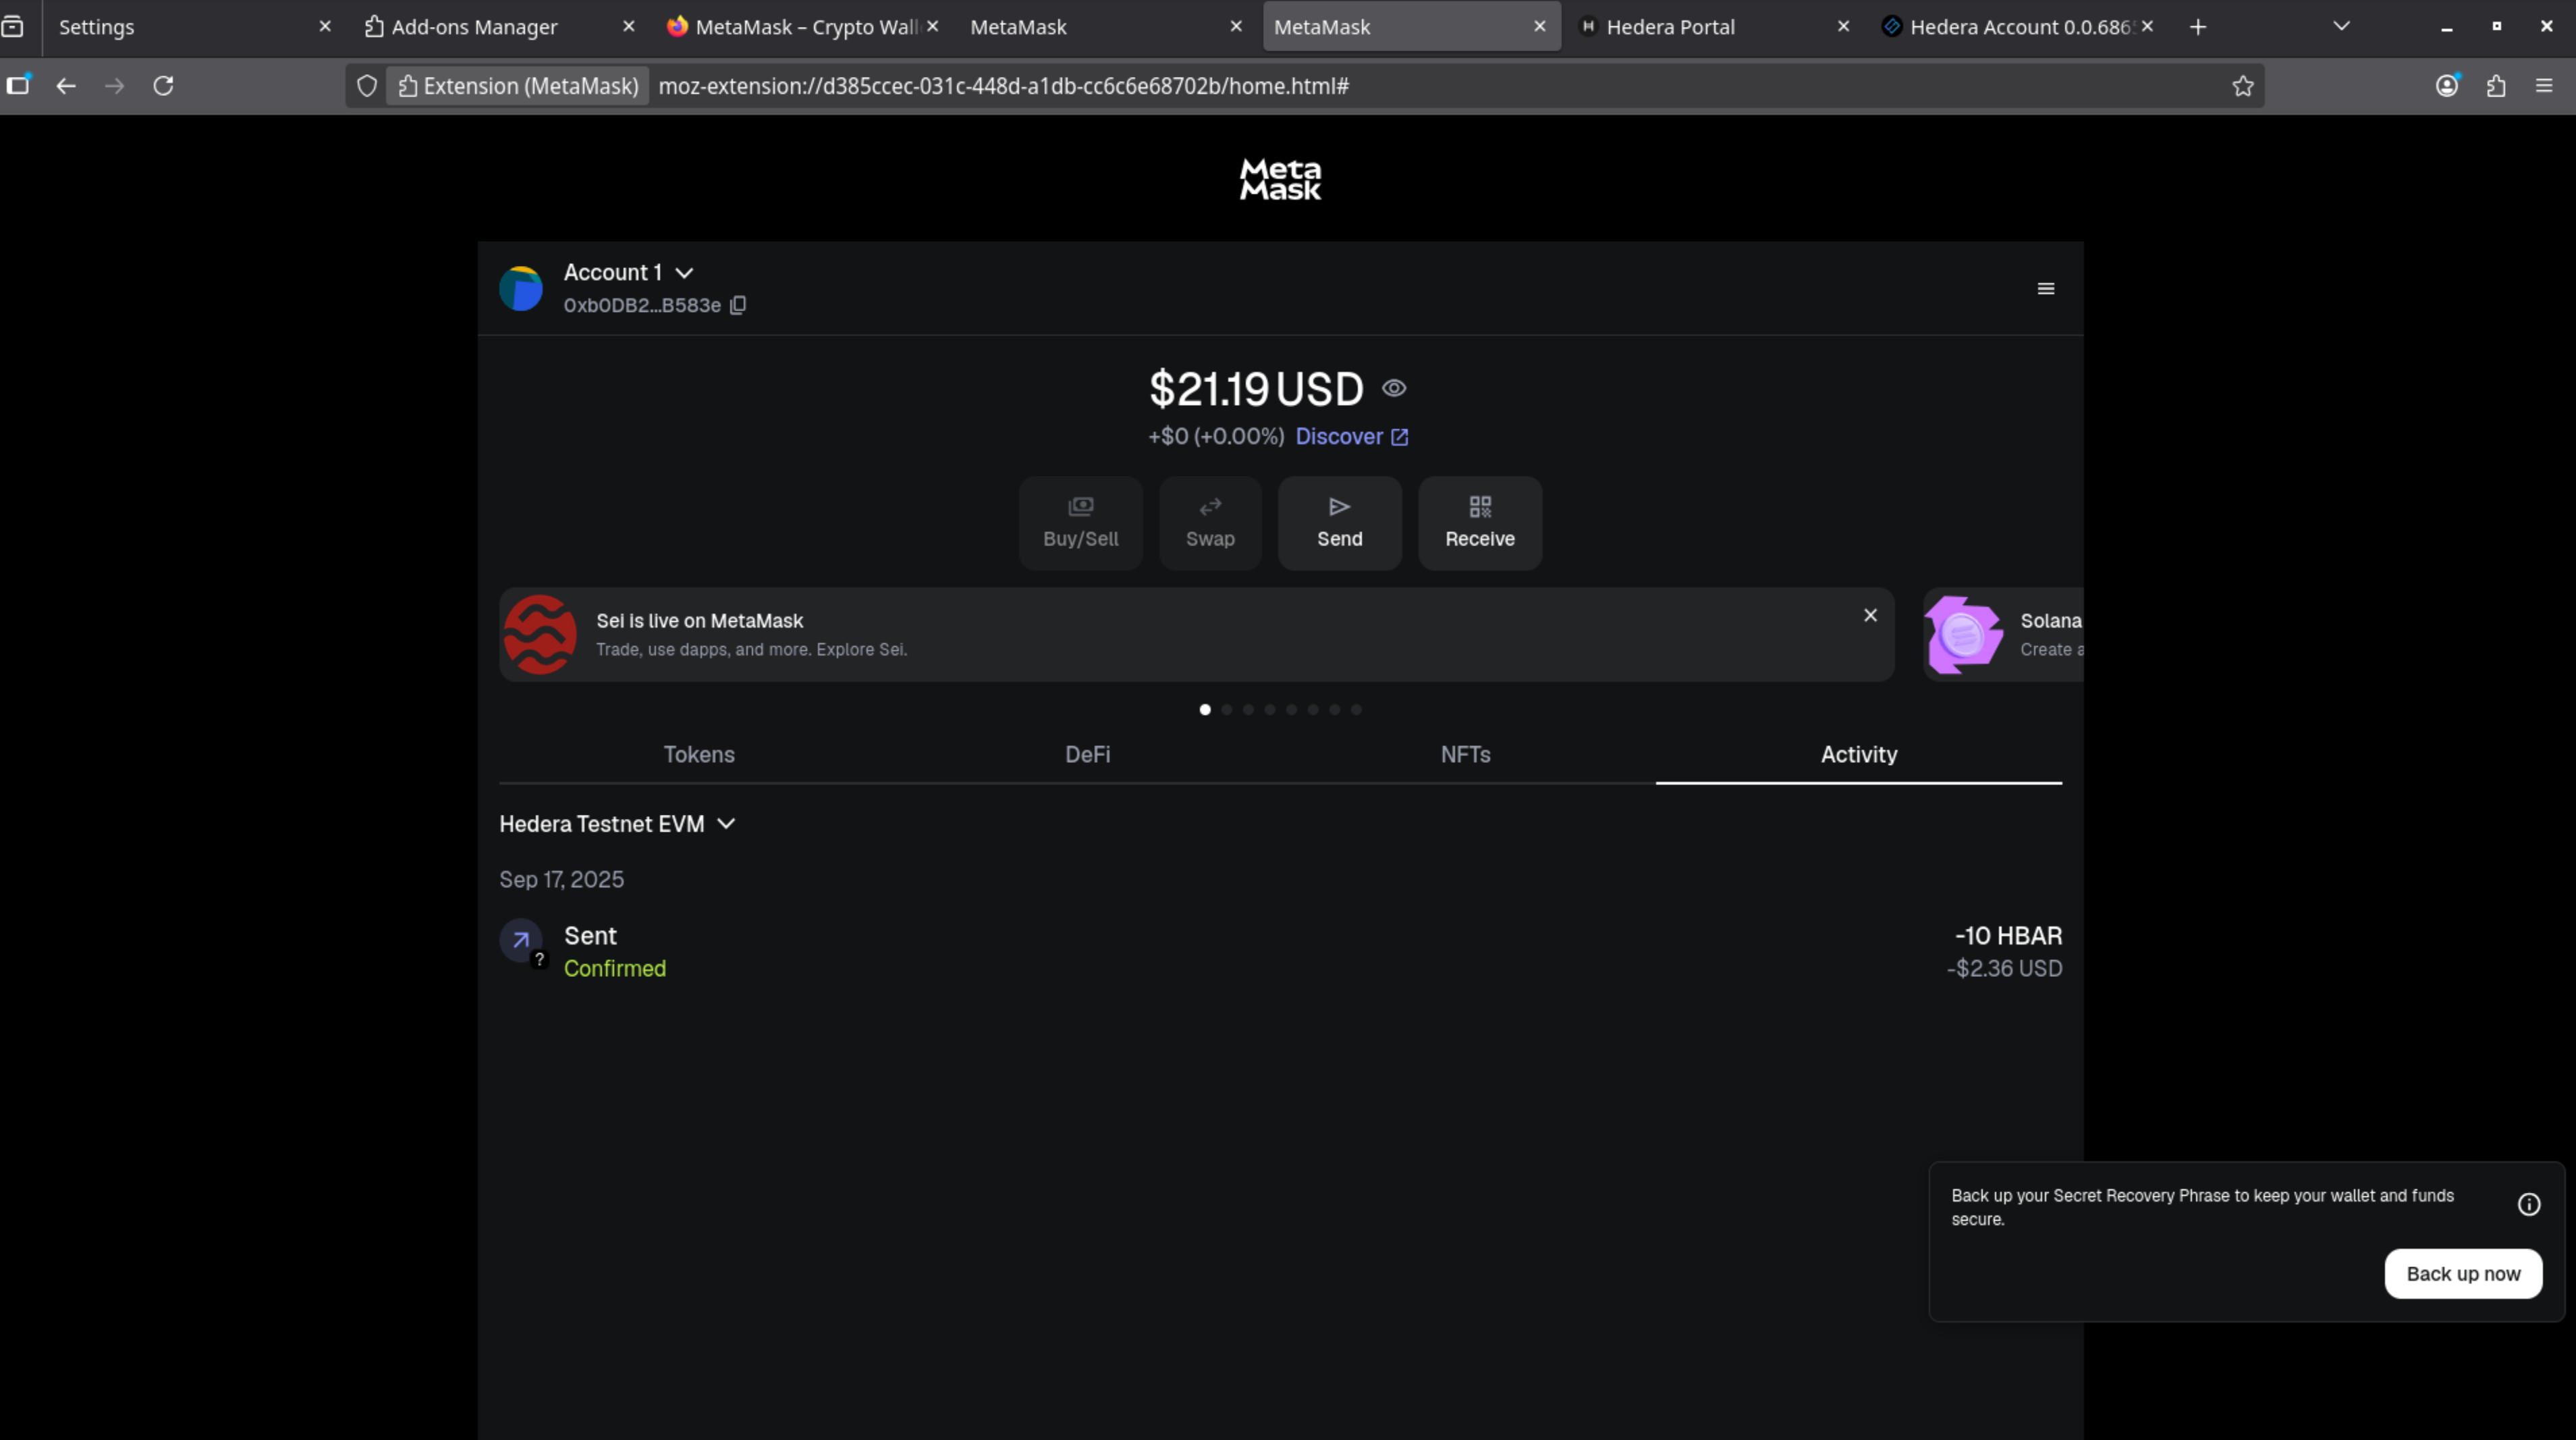 Settings
Add-ons Manager
MetaMask – Crypto Wall
MetaMask
MetaMask
Hedera Portal
Hedera Account 0.0.686
Extension (MetaMask)
moz-extension://d385ccec-031c-448d-a1db-cc6c6e68702b/home.html#
Meta
Mask
Account 1
0xb0DB2...B583e
$21.19 USD
+$0 (+0.00%) Discover
Buy/Sell
Swap
Send
Receive
Sei is live on MetaMask
Trade, use dapps, and more. Explore Sei.
Solana
Create a
Tokens
DeFi
NFTs
Activity
Hedera Testnet EVM
Sep 17, 2025
Sent
-10 HBAR
?
Confirmed
-$2.36 USD
Back up your Secret Recovery Phrase to keep your wallet and funds
secure.
Back up now